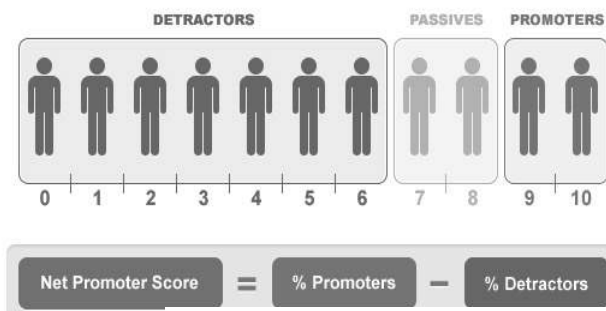 DETRACTORS PASSIVES PROMOTERS
0 1 2 3 4 5 6 7 8 9 10
Net Promoter Score = % Promoters − % Detractors